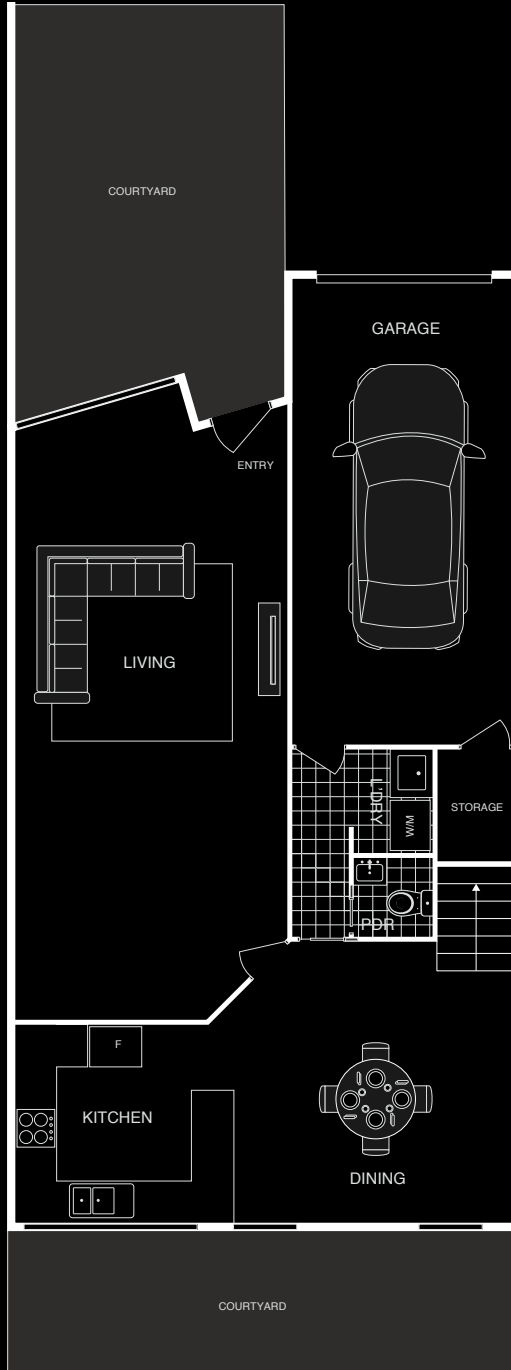 COURTYARD
GARAGE
ENTRY
LIVING
L'DRY
W/M
STORAGE
PDR
F
KITCHEN
DINING
COURTYARD